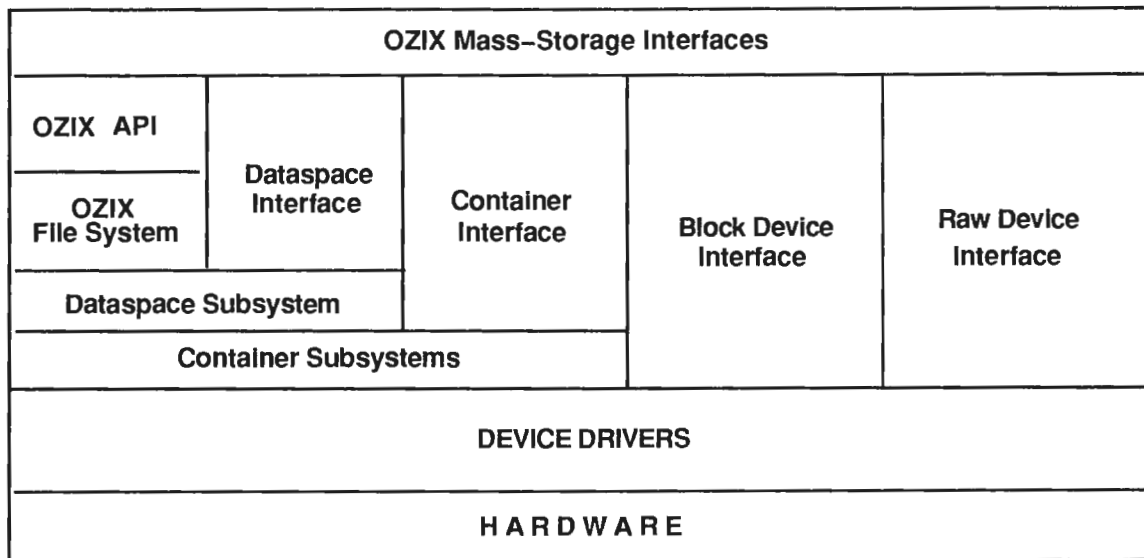 OZIX Mass-Storage Interfaces
OZIX API
OZIX
File System
Dataspace
Interface
Container
Interface
Block Device
Interface
Raw Device
Interface
Dataspace Subsystem
Container Subsystems
DEVICE DRIVERS
HARDWARE